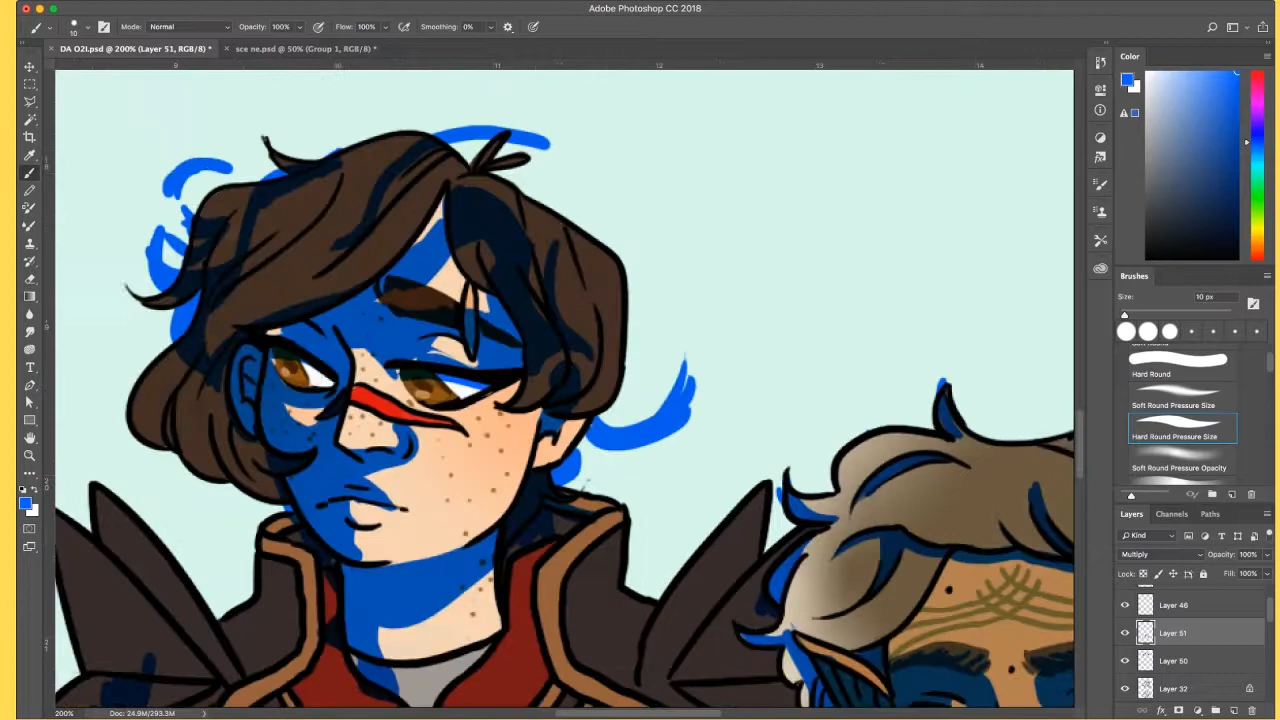 Adobe Photoshop CC 2018
Mode: Normal Opacity: 100% Flow: 100% Smoothing: 0%
DA O2I.psd @ 200% (Layer 51, RGB/8) * sce ne.psd @ 50% (Group 1, RGB/8) *
9 10 11 12 13 14
Color
Brushes
Size: 10 px
Hard Round
Soft Round Pressure Size
Hard Round Pressure Size
Soft Round Pressure Opacity
Layers Channels Paths
Kind
Multiply Opacity: 100%
Lock: Fill: 100%
Layer 46
Layer 51
Layer 50
Layer 32
200% Doc: 24.9M/293.3M